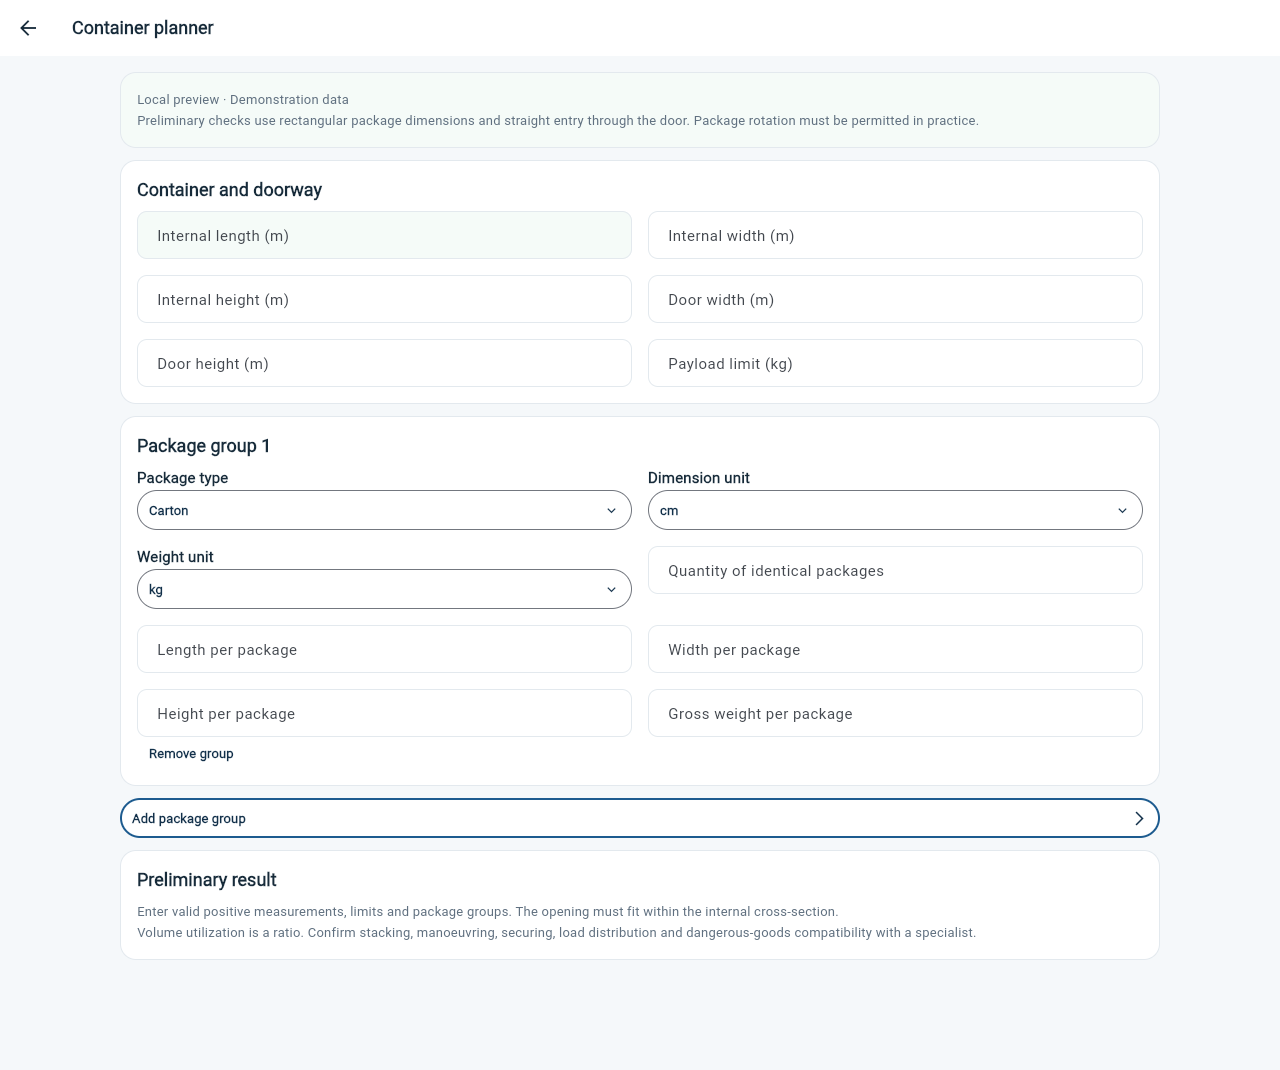 Container planner
Local preview · Demonstration data
Preliminary checks use rectangular package dimensions and straight entry through the door. Package rotation must be permitted in practice.
Container and doorway
Internal length (m)
Internal width (m)
Internal height (m)
Door width (m)
Door height (m)
Payload limit (kg)
Package group 1
Package type
Dimension unit
Carton
cm
Weight unit
kg
Quantity of identical packages
Length per package
Width per package
Height per package
Gross weight per package
Remove group
Add package group
Preliminary result
Enter valid positive measurements, limits and package groups. The opening must fit within the internal cross-section.
Volume utilization is a ratio. Confirm stacking, manoeuvring, securing, load distribution and dangerous-goods compatibility with a specialist.